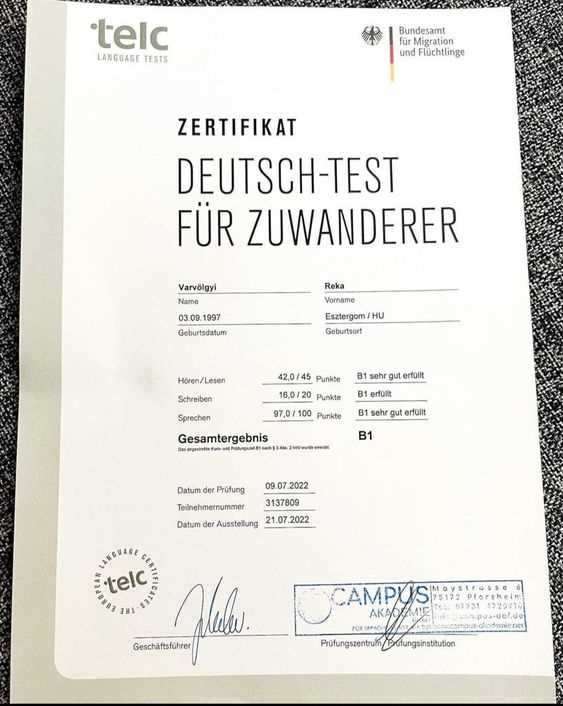 telc
LANGUAGE TESTS
Bundesamt
für Migration
und Flüchtlinge
ZERTIFIKAT
DEUTSCH-TEST
FÜR ZUWANDERER
Varvölgyi Reka
Name Vorname
03.09.1997 Esztergom / HU
Geburtsdatum Geburtsort
Hören/Lesen 42,0 / 45 Punkte B1 sehr gut erfüllt
Schreiben 16,0 / 20 Punkte B1 erfüllt
Sprechen 97,0 / 100 Punkte B1 sehr gut erfüllt
Gesamtergebnis B1
Datum der Prüfung 09.07.2022
Teilnehmernummer 3137809
Datum der Ausstellung 21.07.2022
THE EUROPEAN LANGUAGE CERTIFICATES
telc
CAMPUS
AKADEMIE
75172 Pforzheim
Geschäftsführer Prüfungszentrum/Prüfungsinstitution